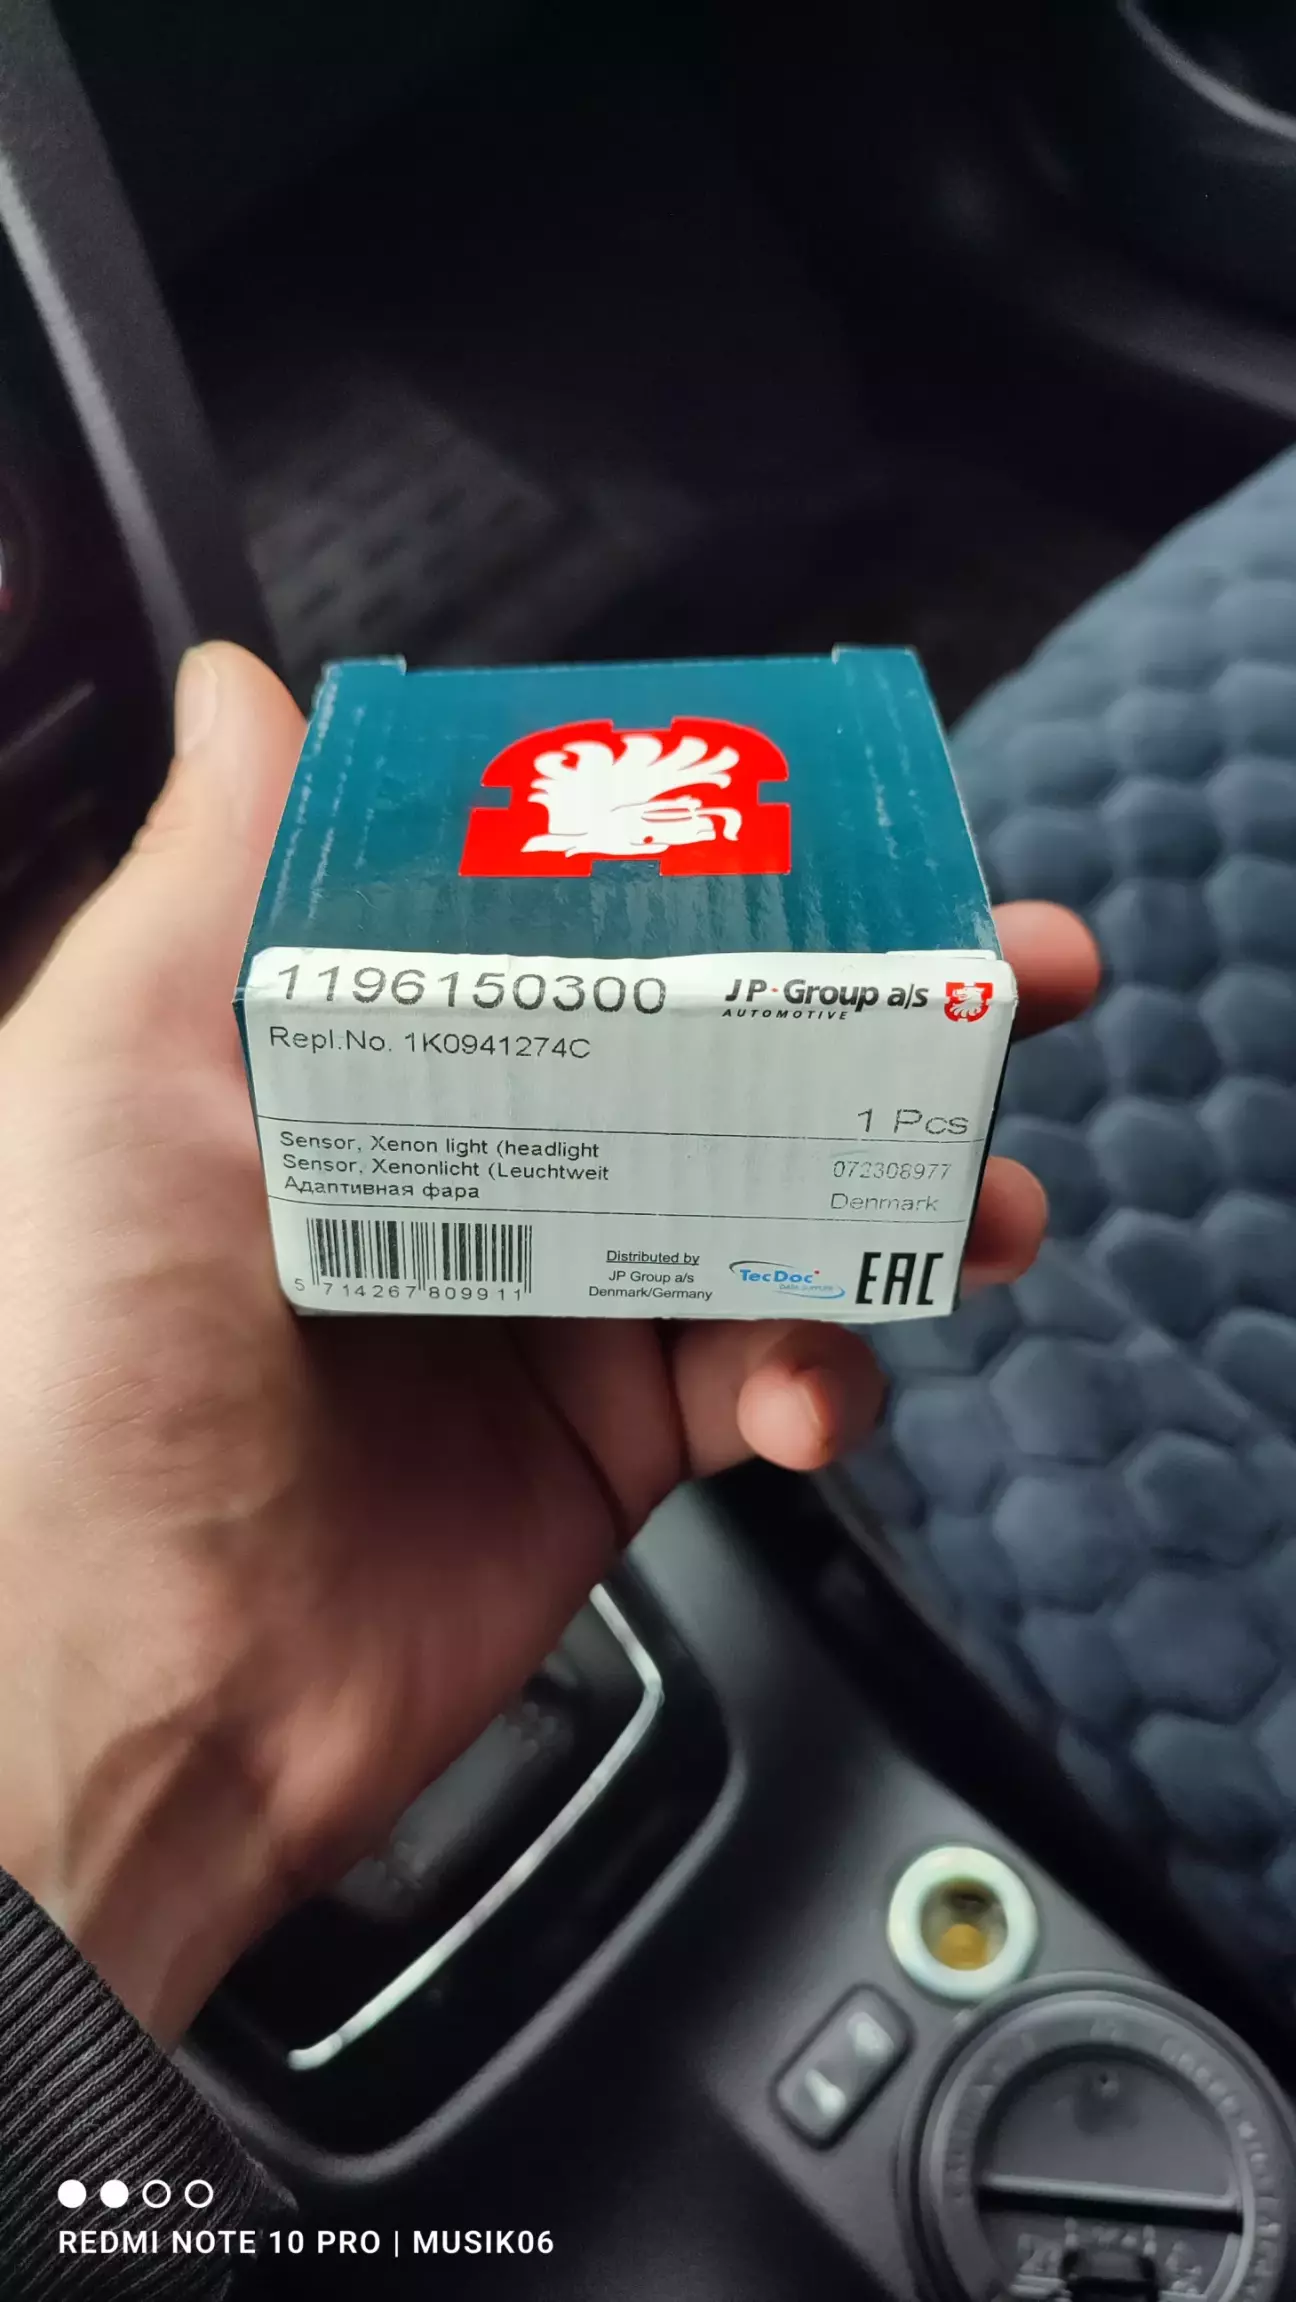 1196150300
JP·Group a/s
AUTOMOTIVE
Repl.No. 1K0941274C
1 Pcs
Sensor, Xenon light (headlight
Sensor, Xenonlicht (Leuchtweit
Адаптивная фара
072308977
Denmark
5 714267 809911
Distributed by
JP Group a/s
Denmark/Germany
TecDoc
EAC
REDMI NOTE 10 PRO | MUSIK06